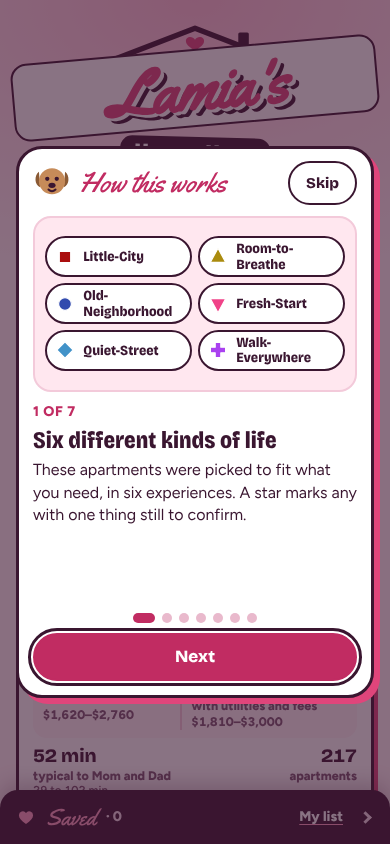 Lamia's
How this works
Skip
Little-City
Room-to-
Breathe
Old-
Neighborhood
Fresh-Start
Quiet-Street
Walk-
Everywhere
1 OF 7
Six different kinds of life
These apartments were picked to fit what
you need, in six experiences. A star marks any
with one thing still to confirm.
Next
with utilities and fees
$1,620–$2,760
$1,810–$3,000
52 min
217
typical to Mom and Dad
apartments
Saved · 0
My list